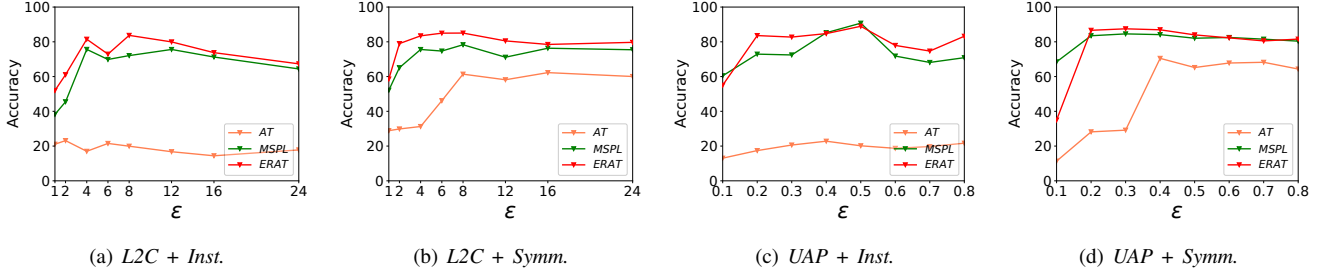 Accuracy
100
80
60
40
20
0
1 2 4 6 8 12 16 24
ε
AT
MSPL
ERAT
(a) L2C + Inst.
Accuracy
100
80
60
40
20
0
1 2 4 6 8 12 16 24
ε
AT
MSPL
ERAT
(b) L2C + Symm.
Accuracy
100
80
60
40
20
0
0.1 0.2 0.3 0.4 0.5 0.6 0.7 0.8
ε
AT
MSPL
ERAT
(c) UAP + Inst.
Accuracy
100
80
60
40
20
0
0.1 0.2 0.3 0.4 0.5 0.6 0.7 0.8
ε
AT
MSPL
ERAT
(d) UAP + Symm.